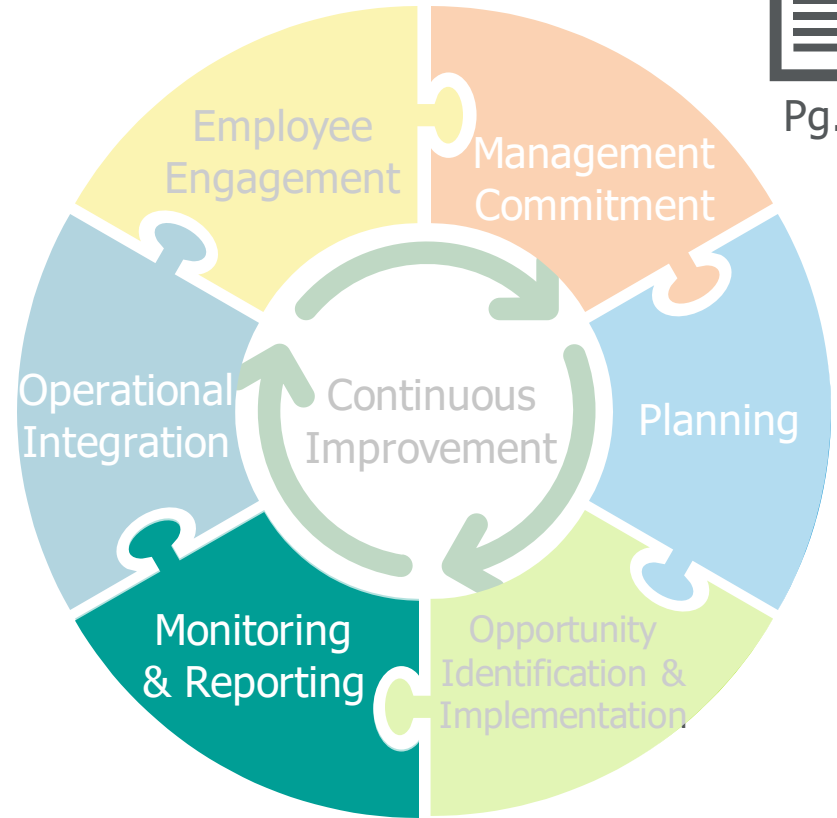 Pg.
Employee
Engagement
Management
Commitment
Operational
Integration
Continuous
Improvement
Planning
Monitoring
& Reporting
Opportunity
Identification &
Implementation